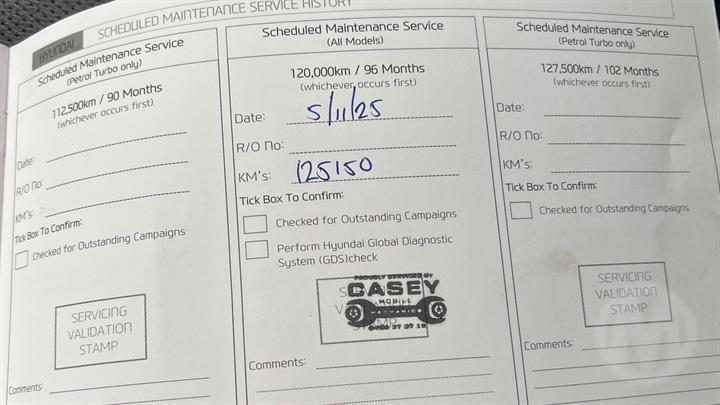 HYUNDAI SCHEDULED MAINTENANCE SERVICE HISTORY
Scheduled Maintenance Service
(Petrol Turbo only)
112,500km / 90 Months
(whichever occurs first)
Date:
R/O No:
KM's:
Tick Box To Confirm:
Checked for Outstanding Campaigns
SERVICING
VALIDATION
STAMP
Comments:
Scheduled Maintenance Service
(All Models)
120,000km / 96 Months
(whichever occurs first)
Date: 5/11/25
R/O No:
KM's: 125150
Tick Box To Confirm:
Checked for Outstanding Campaigns
Perform Hyundai Global Diagnostic
System (GDS)check
PROUDLY SERVICED BY
CASEY
MOBILE
MECHANICS
Comments:
Scheduled Maintenance Service
(Petrol Turbo only)
127,500km / 102 Months
(whichever occurs first)
Date:
R/O No:
KM's:
Tick Box To Confirm:
Checked for Outstanding Campaigns
SERVICING
VALIDATION
STAMP
Comments: